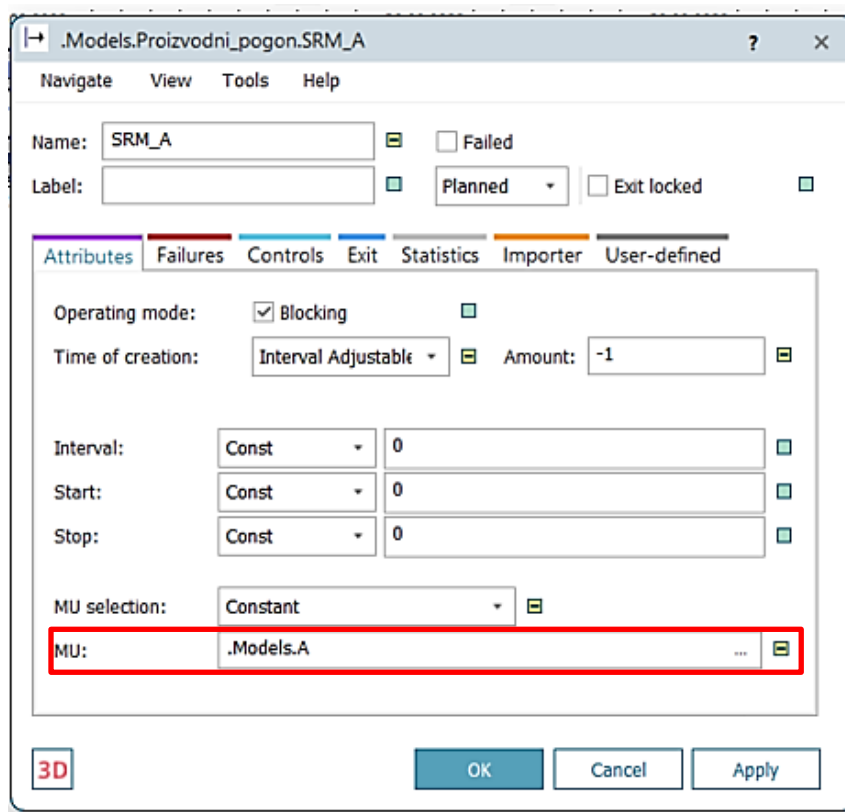 .Models.Proizvodni_pogon.SRM_A ? ×
Navigate View Tools Help
Name: SRM_A Failed
Label: Planned Exit locked
Attributes Failures Controls Exit Statistics Importer User-defined
Operating mode: Blocking
Time of creation: Interval Adjustable Amount: -1
Interval: Const 0
Start: Const 0
Stop: Const 0
MU selection: Constant
MU: .Models.A ...
3D OK Cancel Apply